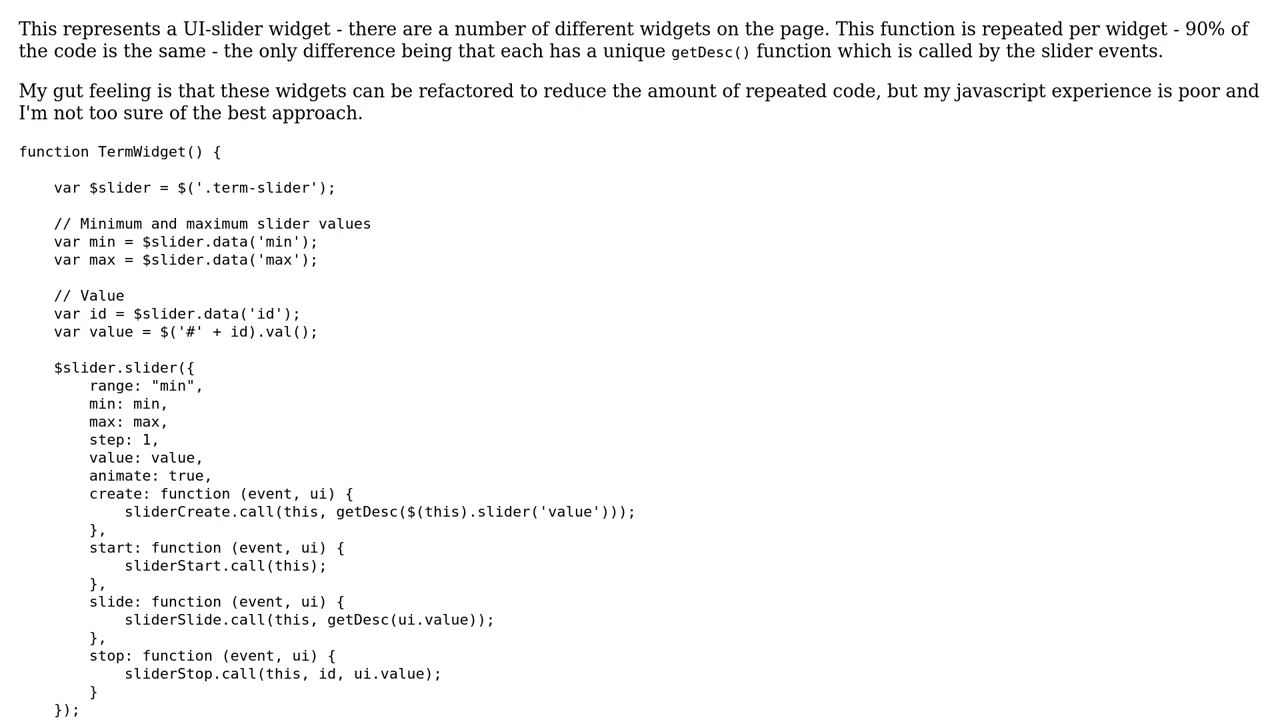 This represents a UI-slider widget - there are a number of different widgets on the page. This function is repeated per widget - 90% of
the code is the same - the only difference being that each has a unique getDesc() function which is called by the slider events.
My gut feeling is that these widgets can be refactored to reduce the amount of repeated code, but my javascript experience is poor and
I'm not too sure of the best approach.
function TermWidget() {
    var $slider = $('.term-slider');
    // Minimum and maximum slider values
    var min = $slider.data('min');
    var max = $slider.data('max');
    // Value
    var id = $slider.data('id');
    var value = $('#' + id).val();
    $slider.slider({
        range: "min",
        min: min,
        max: max,
        step: 1,
        value: value,
        animate: true,
        create: function (event, ui) {
            sliderCreate.call(this, getDesc($(this).slider('value')));
        },
        start: function (event, ui) {
            sliderStart.call(this);
        },
        slide: function (event, ui) {
            sliderSlide.call(this, getDesc(ui.value));
        },
        stop: function (event, ui) {
            sliderStop.call(this, id, ui.value);
        }
    });